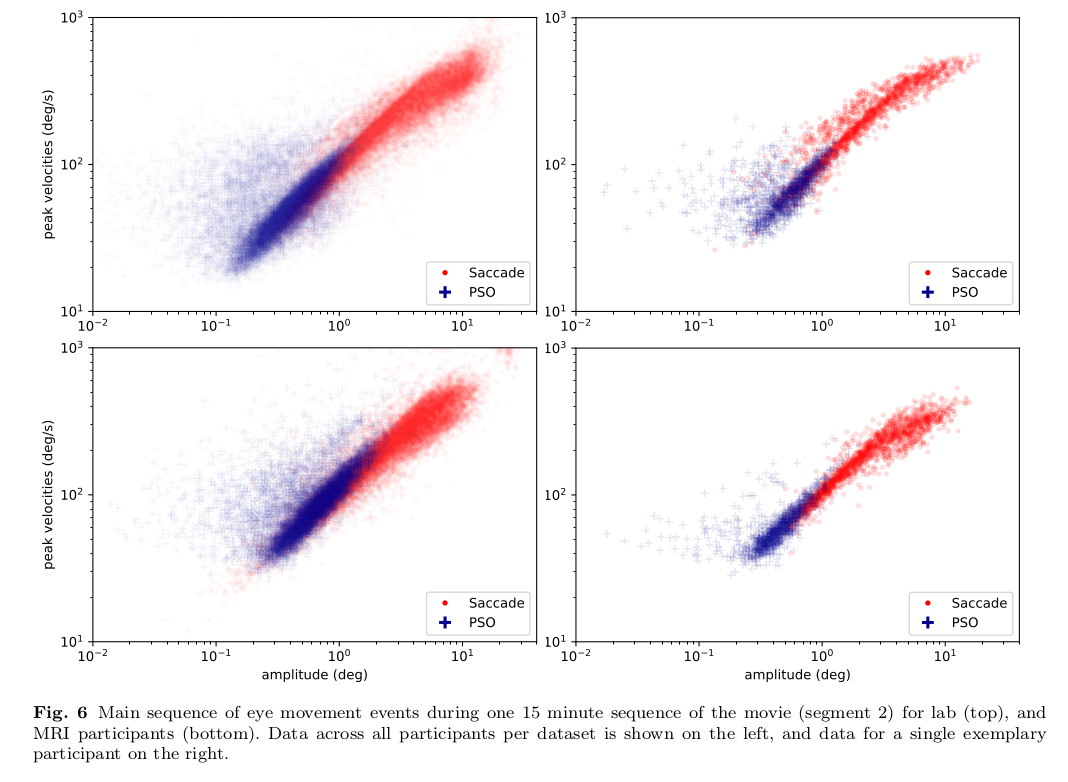 10³
10²
10¹
peak velocities (deg/s)
Saccade
PSO
10⁻² 10⁻¹ 10⁰ 10¹
10³
10²
10¹
Saccade
PSO
10⁻² 10⁻¹ 10⁰ 10¹
10³
10²
10¹
peak velocities (deg/s)
Saccade
PSO
10⁻² 10⁻¹ 10⁰ 10¹
amplitude (deg)
10³
10²
10¹
Saccade
PSO
10⁻² 10⁻¹ 10⁰ 10¹
amplitude (deg)
Fig. 6 Main sequence of eye movement events during one 15 minute sequence of the movie (segment 2) for lab (top), and
MRI participants (bottom). Data across all participants per dataset is shown on the left, and data for a single exemplary
participant on the right.